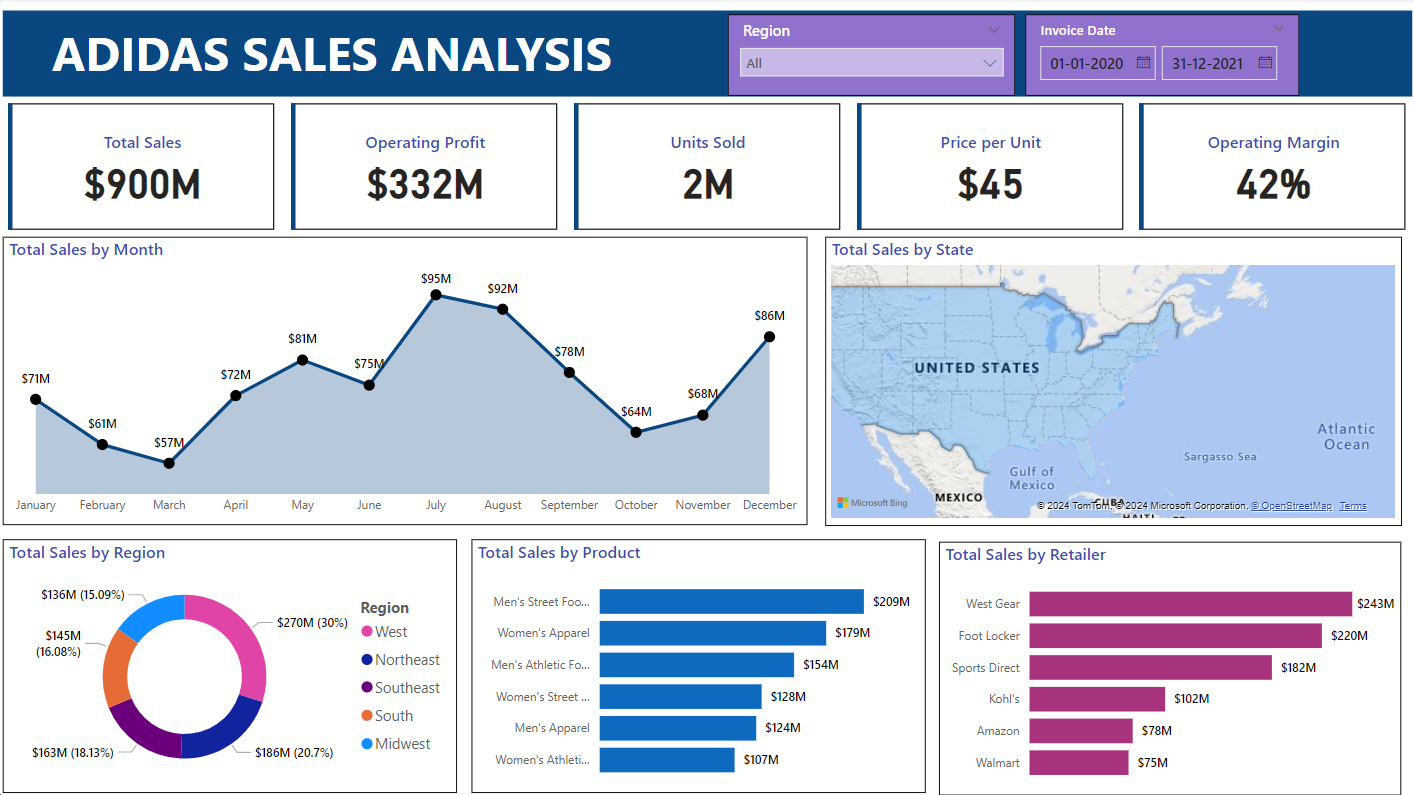 ADIDAS SALES ANALYSIS
Region
All
Invoice Date
01-01-2020
31-12-2021
Total Sales
$900M
Operating Profit
$332M
Units Sold
2M
Price per Unit
$45
Operating Margin
42%
Total Sales by Month
$71M
$61M
$57M
$72M
$81M
$75M
$95M
$92M
$78M
$64M
$68M
$86M
January
February
March
April
May
June
July
August
September
October
November
December
Total Sales by State
UNITED STATES
Atlantic
Ocean
Sargasso Sea
Gulf of
Mexico
MEXICO
CUBA
HAITI
Microsoft Bing
© 2024 TomTom, © 2024 Microsoft Corporation, © OpenStreetMap Terms
Total Sales by Region
$136M (15.09%)
$145M
(16.08%)
$163M (18.13%)
$270M (30%)
$186M (20.7%)
Region
West
Northeast
Southeast
South
Midwest
Total Sales by Product
Men's Street Foo... $209M
Women's Apparel $179M
Men's Athletic Fo... $154M
Women's Street ... $128M
Men's Apparel $124M
Women's Athleti... $107M
Total Sales by Retailer
West Gear $243M
Foot Locker $220M
Sports Direct $182M
Kohl's $102M
Amazon $78M
Walmart $75M